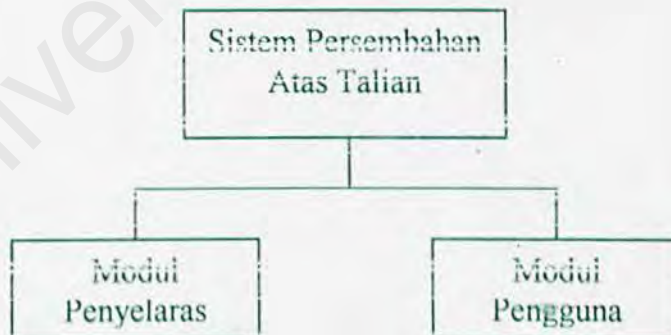 Sistem Persembahan
Atas Talian
Modul
Penyelaras
Modul
Pengguna